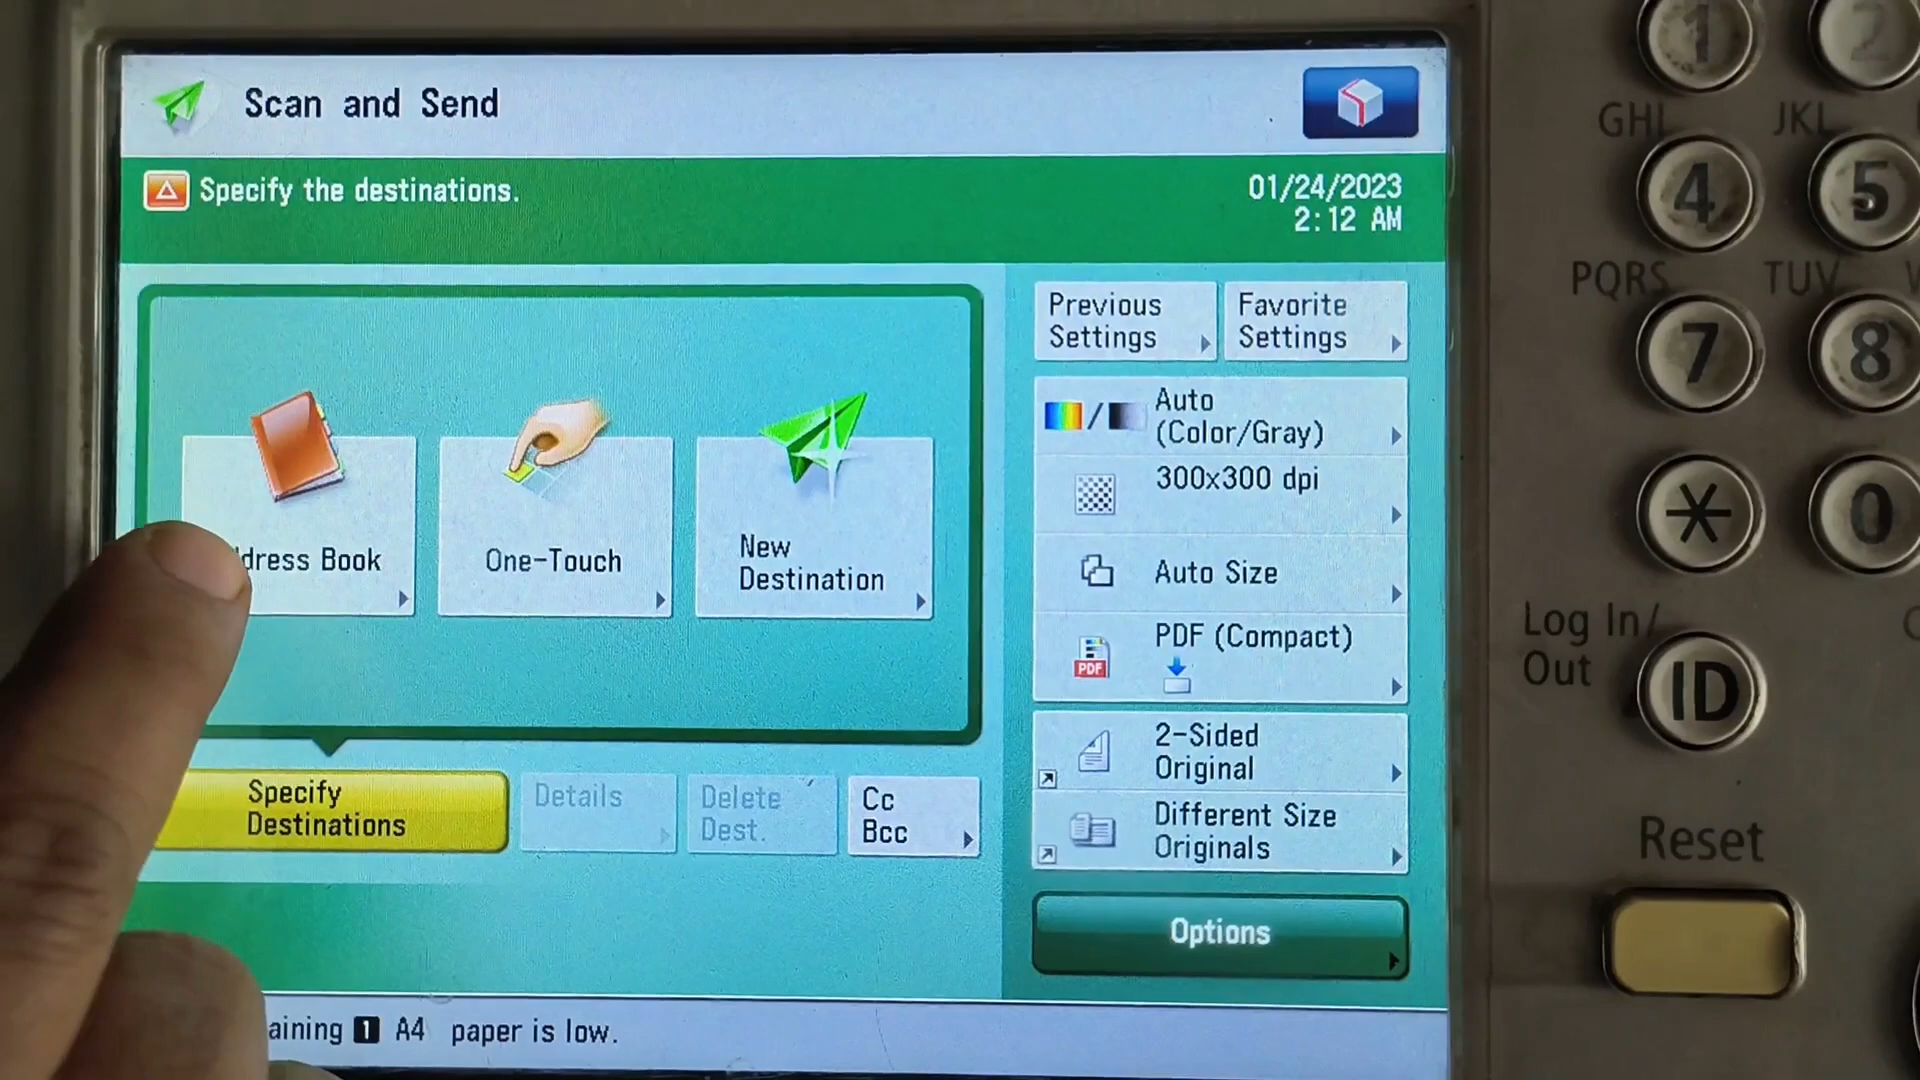 Scan and Send
Specify the destinations.
01/24/2023
2:12 AM
Previous
Settings
Favorite
Settings
Auto
(Color/Gray)
300x300 dpi
Auto Size
PDF (Compact)
PDF
2-Sided
Original
Different Size
Originals
Options
dress Book
One-Touch
New
Destination
Specify
Destinations
Details
Delete
Dest.
Cc
Bcc
aining 1 A4 paper is low.
1
2
GHI
JKL
4
5
PQRS
TUV
7
8
*
0
Log In/
Out
ID
Reset